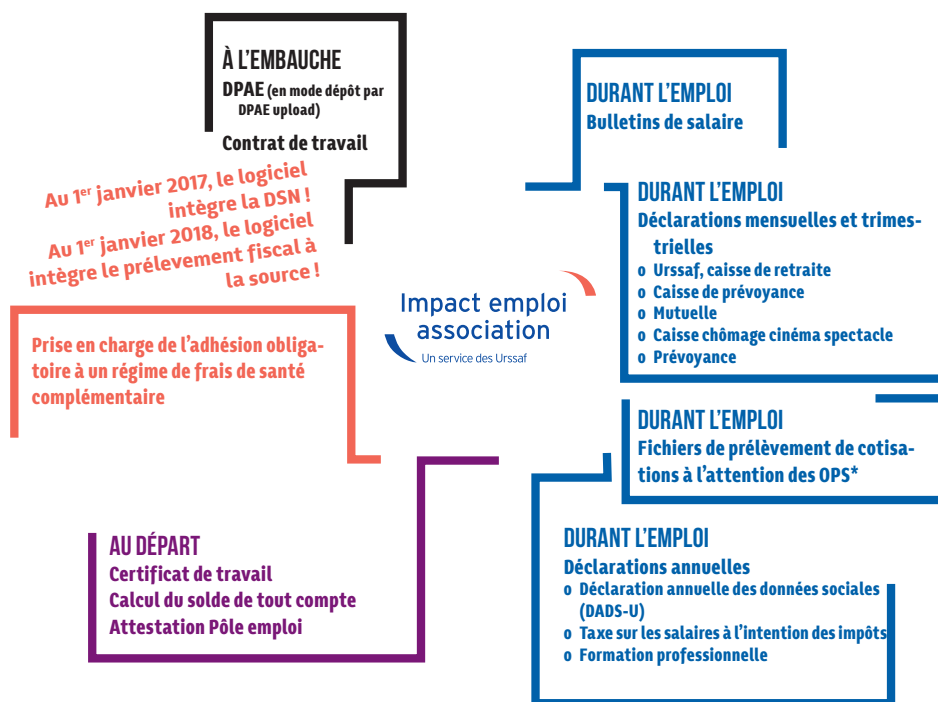 À L'EMBAUCHE
DPAE (en mode dépôt par
DPAE upload)
Contrat de travail
Au 1er janvier 2017, le logiciel
intègre la DSN !
Au 1er janvier 2018, le logiciel
intègre le prélevement fiscal à
la source !
Prise en charge de l'adhésion obliga-
toire à un régime de frais de santé
complémentaire
AU DÉPART
Certificat de travail
Calcul du solde de tout compte
Attestation Pôle emploi
Impact emploi
association
Un service des Urssaf
DURANT L'EMPLOI
Bulletins de salaire
DURANT L'EMPLOI
Déclarations mensuelles et trimes-
trielles
o Urssaf, caisse de retraite
o Caisse de prévoyance
o Mutuelle
o Caisse chômage cinéma spectacle
o Prévoyance
DURANT L'EMPLOI
Fichiers de prélèvement de cotisa-
tions à l'attention des OPS*
DURANT L'EMPLOI
Déclarations annuelles
o Déclaration annuelle des données sociales
(DADS-U)
o Taxe sur les salaires à l'intention des impôts
o Formation professionnelle